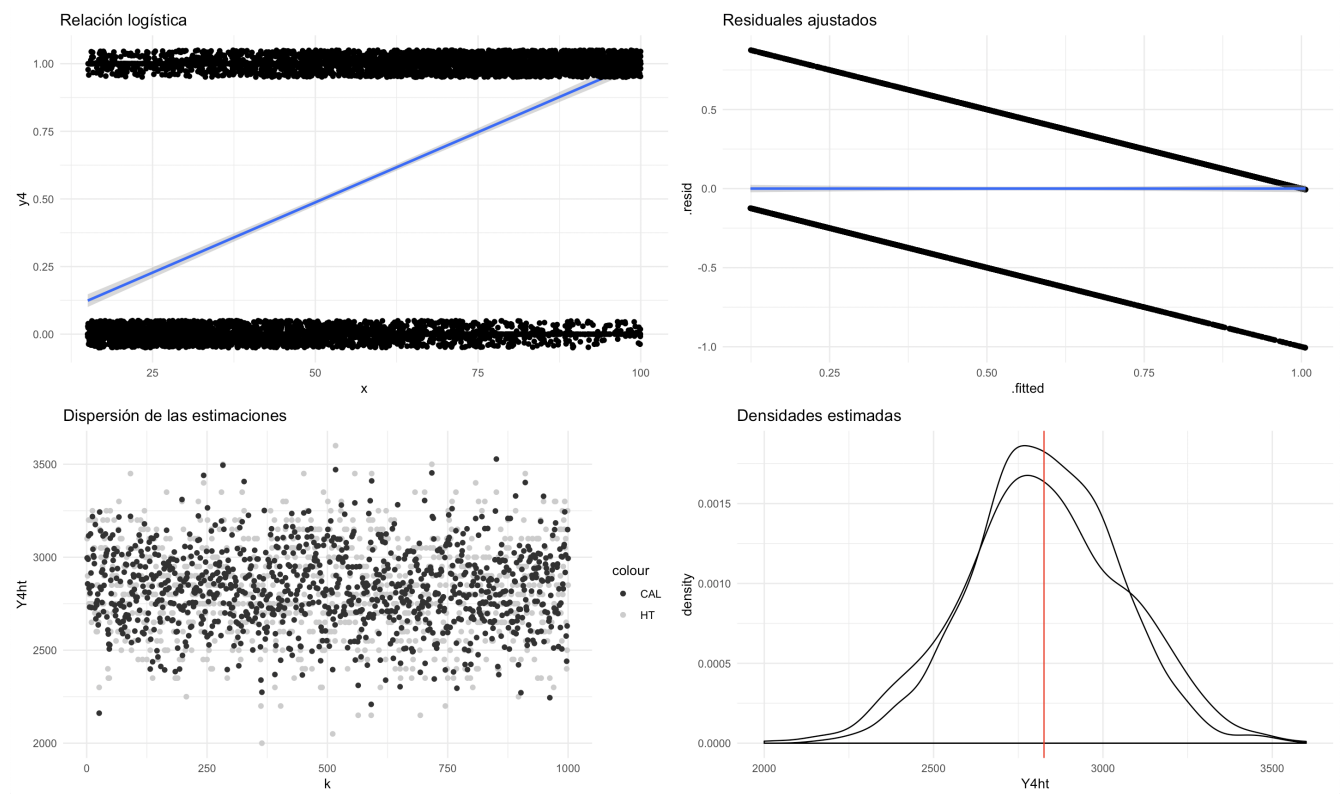 Relación logística
1.00
0.75
0.50
0.25
0.00
y4
25
50
75
100
x
Residuales ajustados
0.5
0.0
-0.5
-1.0
.resid
0.25
0.50
0.75
1.00
.fitted
Dispersión de las estimaciones
3500
3000
2500
2000
Y4ht
0
250
500
750
1000
k
colour
CAL
HT
Densidades estimadas
0.0015
0.0010
0.0005
0.0000
density
2000
2500
3000
3500
Y4ht